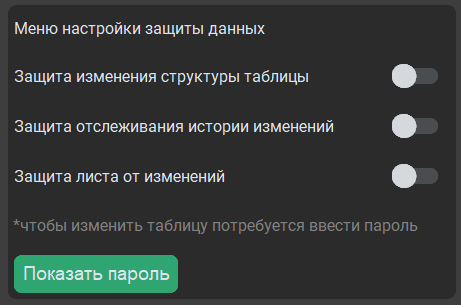 Меню настройки защиты данных
Защита изменения структуры таблицы
Защита отслеживания истории изменений
Защита листа от изменений
*чтобы изменить таблицу потребуется ввести пароль
Показать пароль